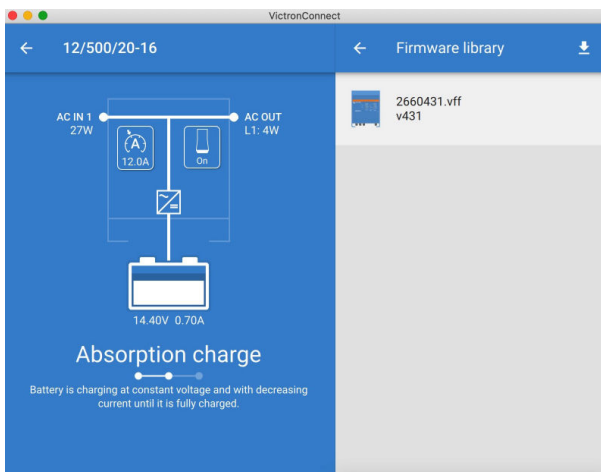 VictronConnect
12/500/20-16
Firmware library
2660431.vff
v431
AC IN 1
27W
AC OUT
L1: 4W
A
12.0A
On
14.40V 0.70A
Absorption charge
Battery is charging at constant voltage and with decreasing
current until it is fully charged.